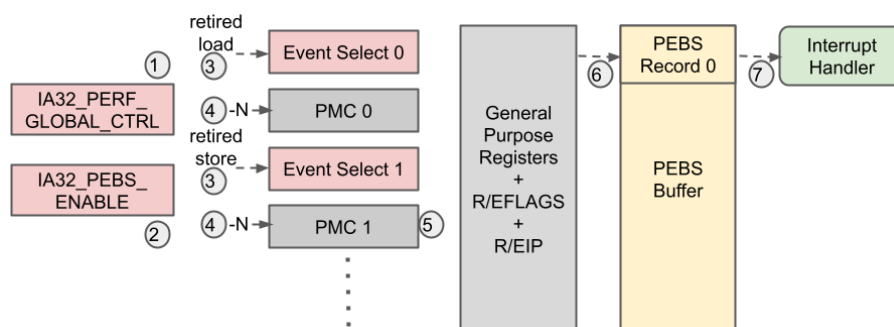 retired
load
1
3
Event Select 0
IA32_PERF_
GLOBAL_CTRL
4
-N
PMC 0
retired
store
3
Event Select 1
IA32_PEBS_
ENABLE
2
4
-N
PMC 1
5
General
Purpose
Registers
+
R/EFLAGS
+
R/EIP
6
PEBS
Record 0
PEBS
Buffer
7
Interrupt
Handler